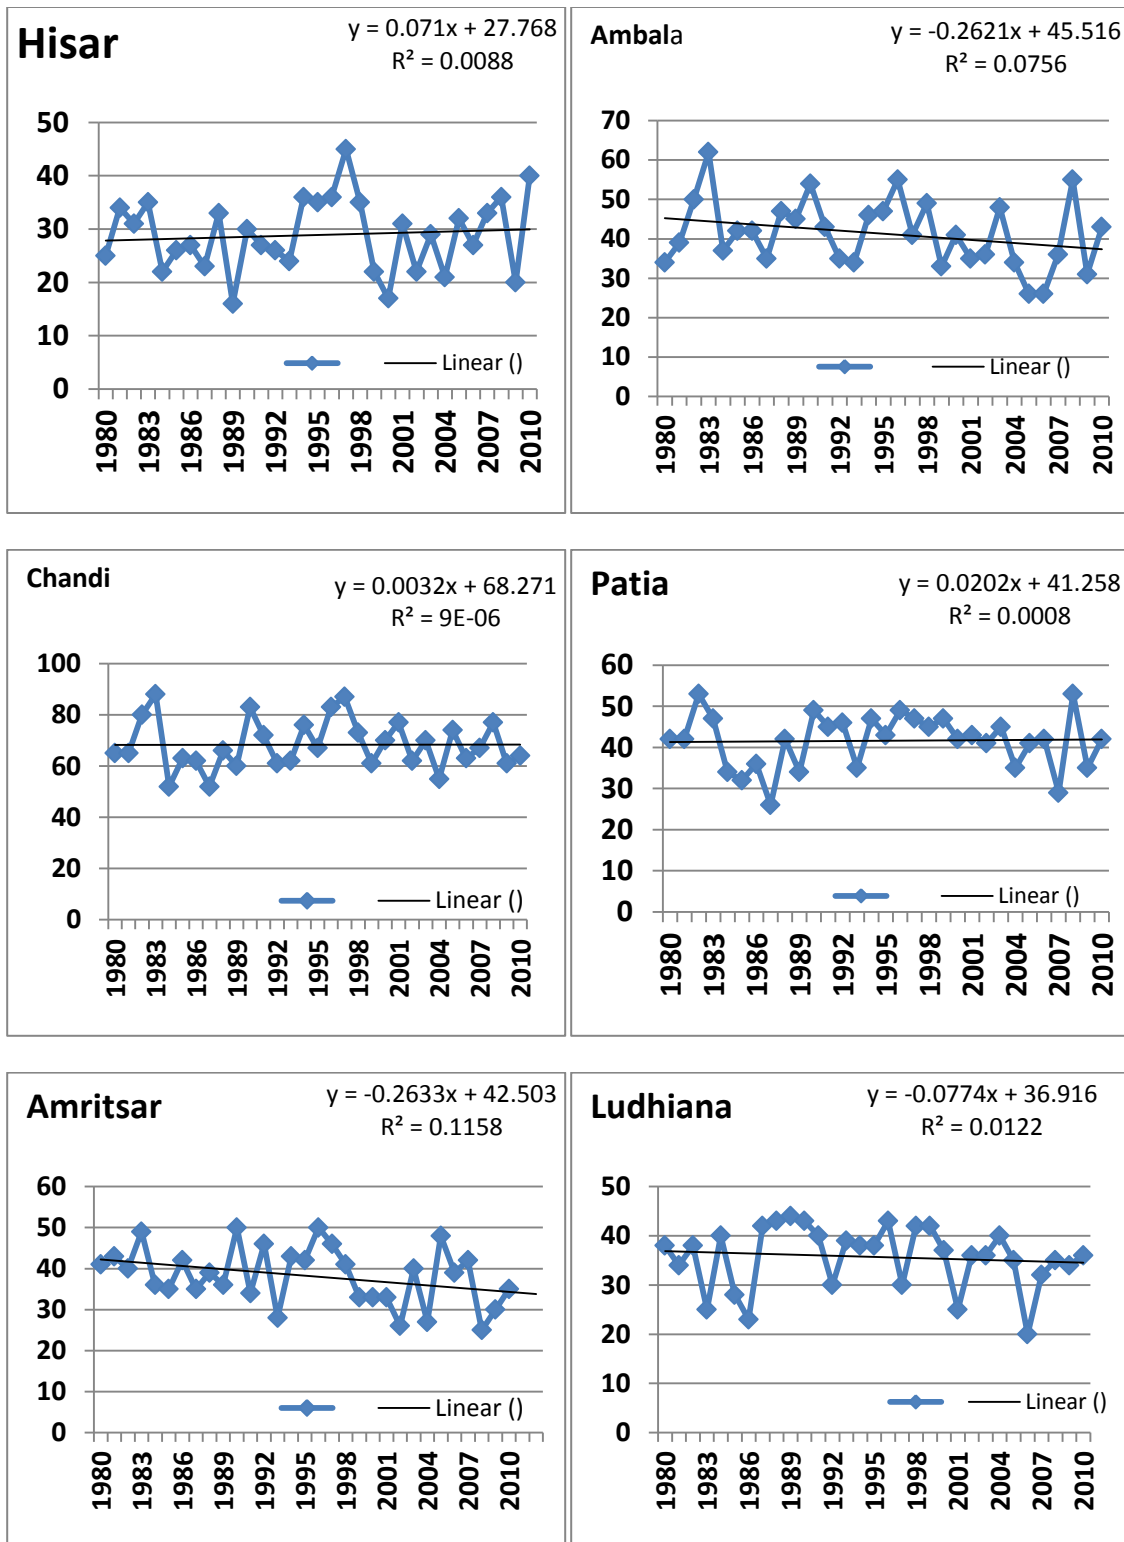 Hisar
y = 0.071x + 27.768
R² = 0.0088
50
40
30
20
10
0
Linear ()
1980 1983 1986 1989 1992 1995 1998 2001 2004 2007 2010
Ambala
y = -0.2621x + 45.516
R² = 0.0756
70
60
50
40
30
20
10
0
Linear ()
1980 1983 1986 1989 1992 1995 1998 2001 2004 2007 2010
Chandi
y = 0.0032x + 68.271
R² = 9E-06
100
80
60
40
20
0
Linear ()
1980 1983 1986 1989 1992 1995 1998 2001 2004 2007 2010
Patia
y = 0.0202x + 41.258
R² = 0.0008
60
50
40
30
20
10
0
Linear ()
1980 1983 1986 1989 1992 1995 1998 2001 2004 2007 2010
Amritsar
y = -0.2633x + 42.503
R² = 0.1158
60
50
40
30
20
10
0
Linear ()
1980 1983 1986 1989 1992 1995 1998 2001 2004 2007 2010
Ludhiana
y = -0.0774x + 36.916
R² = 0.0122
50
40
30
20
10
0
Linear ()
1980 1983 1986 1989 1992 1995 1998 2001 2004 2007 2010